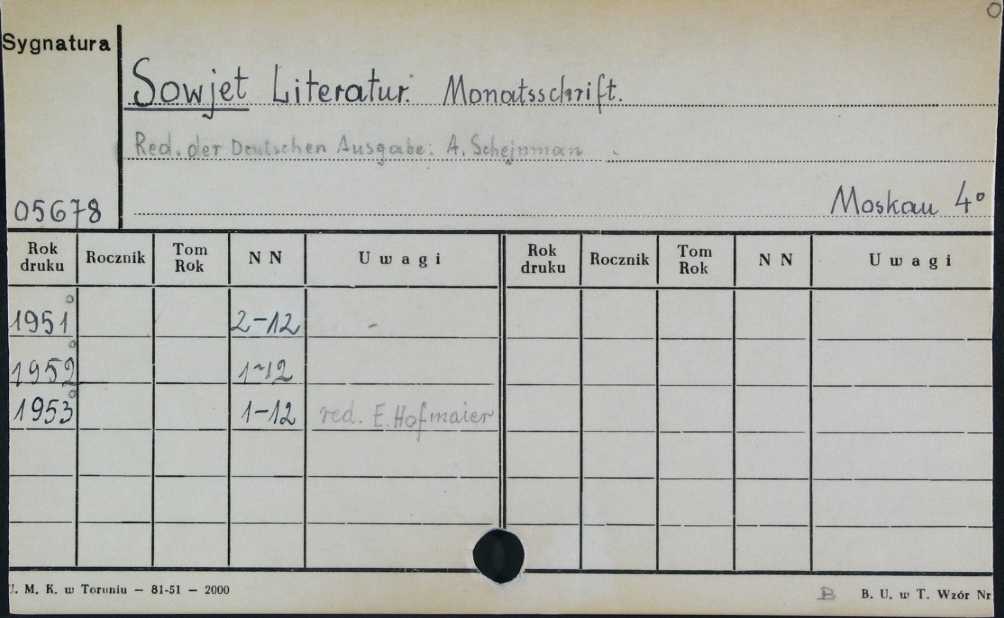 Sygnatura
Sowjet Literatur. Monatsschrift.
Red. der Deutschen Ausgabe: A. Schejnman
05678
Moskau 4°
Rok druku Rocznik Tom Rok N N Uwagi Rok druku Rocznik Tom Rok N N Uwagi
1951 2-12 -
1952 1-12
1953 1-12 red. E. Hofmaier
U. M. K. w Toruniu — 81-51 — 2000
B B. U. w T. Wzór Nr